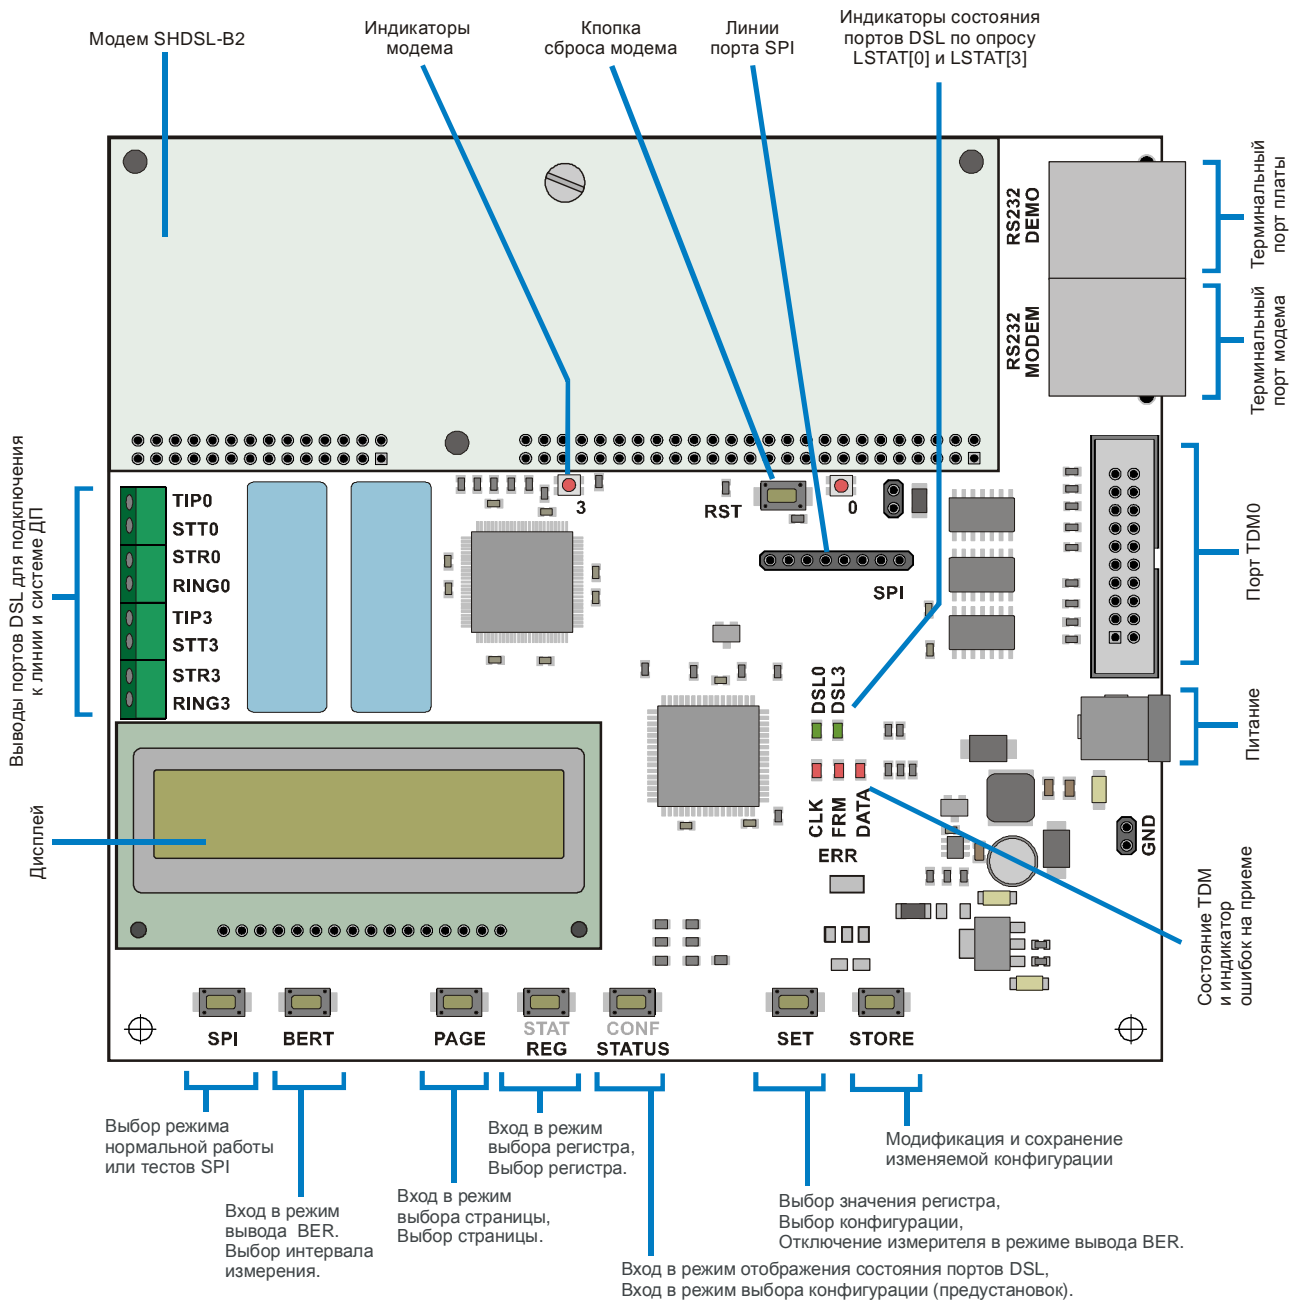 Модем SHDSL-B2
Индикаторы
модема
Кпопка
сброса модема
Линии
порта SPI
Индикаторы состояния
портов DSL по опросу
LSTAT[0] и LSTAT[3]
RS232
DEMO
Терминальный
порт платы
RS232
MODEM
Терминальный
порт модема
Выводы портов DSL для подключения
к линии и системе ДП
TIP0
STT0
STR0
RING0
TIP3
STT3
STR3
RING3
3
RST
0
SPI
Порт TDM0
DSL0
DSL3
Питание
CLK
FRM
DATA
ERR
GND
Дисплей
Состояние TDM
и индикатор
ошибок на приеме
SPI
BERT
PAGE
STAT
REG
CONF
STATUS
SET
STORE
Выбор режима
нормальной работы
или тестов SPI
Вход в режим
вывода BER.
Выбор интервала
измерения.
Вход в режим
выбора страницы,
Выбор страницы.
Вход в режим
выбора регистра,
Выбор регистра.
Вход в режим отображения состояния портов DSL,
Вход в режим выбора конфигурации (предустановок).
Выбор значения регистра,
Выбор конфигурации,
Отключение измерителя в режиме вывода BER.
Модификация и сохранение
изменяемой конфигурации